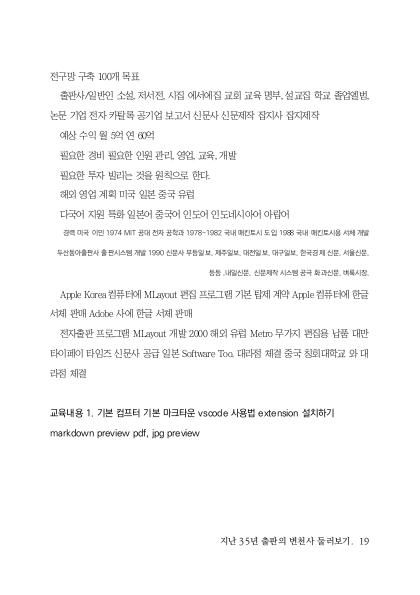 전구방 구축 100개 목표
출판사/일반인 소설, 저서전, 시집 에서에집 교회 교육 명부, 설교집 학교 졸업엘범,
논문 기업 전자 카탈록 공기업 보고서 신문사 신문제작 잡지사 잡지제작
예상 수익 월 5억 연 60억
필요한 경비 필요한 인원 관리, 영업, 교육, 개발
필요한 투자 빌리는 것을 원칙으로 한다.
해외 영업 계획 미국 일본 중국 유럽
다국어 지원 특화 일본어 중국어 인도어 인도네시아어 아랍어
경력 미국 이민 1974 MIT 공대 전자 공학과 1978~1982 국내 매킨토시 도입 1988 국내 매킨토시용 서체 개발
두산동아출판사 출판시스템 개발 1990 신문사 부동일보, 제주일보, 대전일보, 대구일보, 한국경제 신문, 서울신문,
등등 ,내일신문, 신문제작 시스템 공극 화과신문, 벼룩시장,
Apple Korea 컴퓨터에 MLayout 편집 프로그램 기본 탑제 계약 Apple 컴퓨터에 한글
서체 판매 Adobe 사에 한글 서체 판매
전자출판 프로그램 MLayout 개발 2000 해외 유럽 Metro 무가지 편집용 납품 대만
타이페이 타임즈 신문사 공급 일본 Software Too. 대라점 체결 중국 칭회대학교 와 대
라점 체결
교육내용 1. 기본 컴프터 기본 마크타운 vscode 사용법 extension 설치하기
markdown preview pdf, jpg preview
지난 35년 출판의 변천사 둘러보기. 19